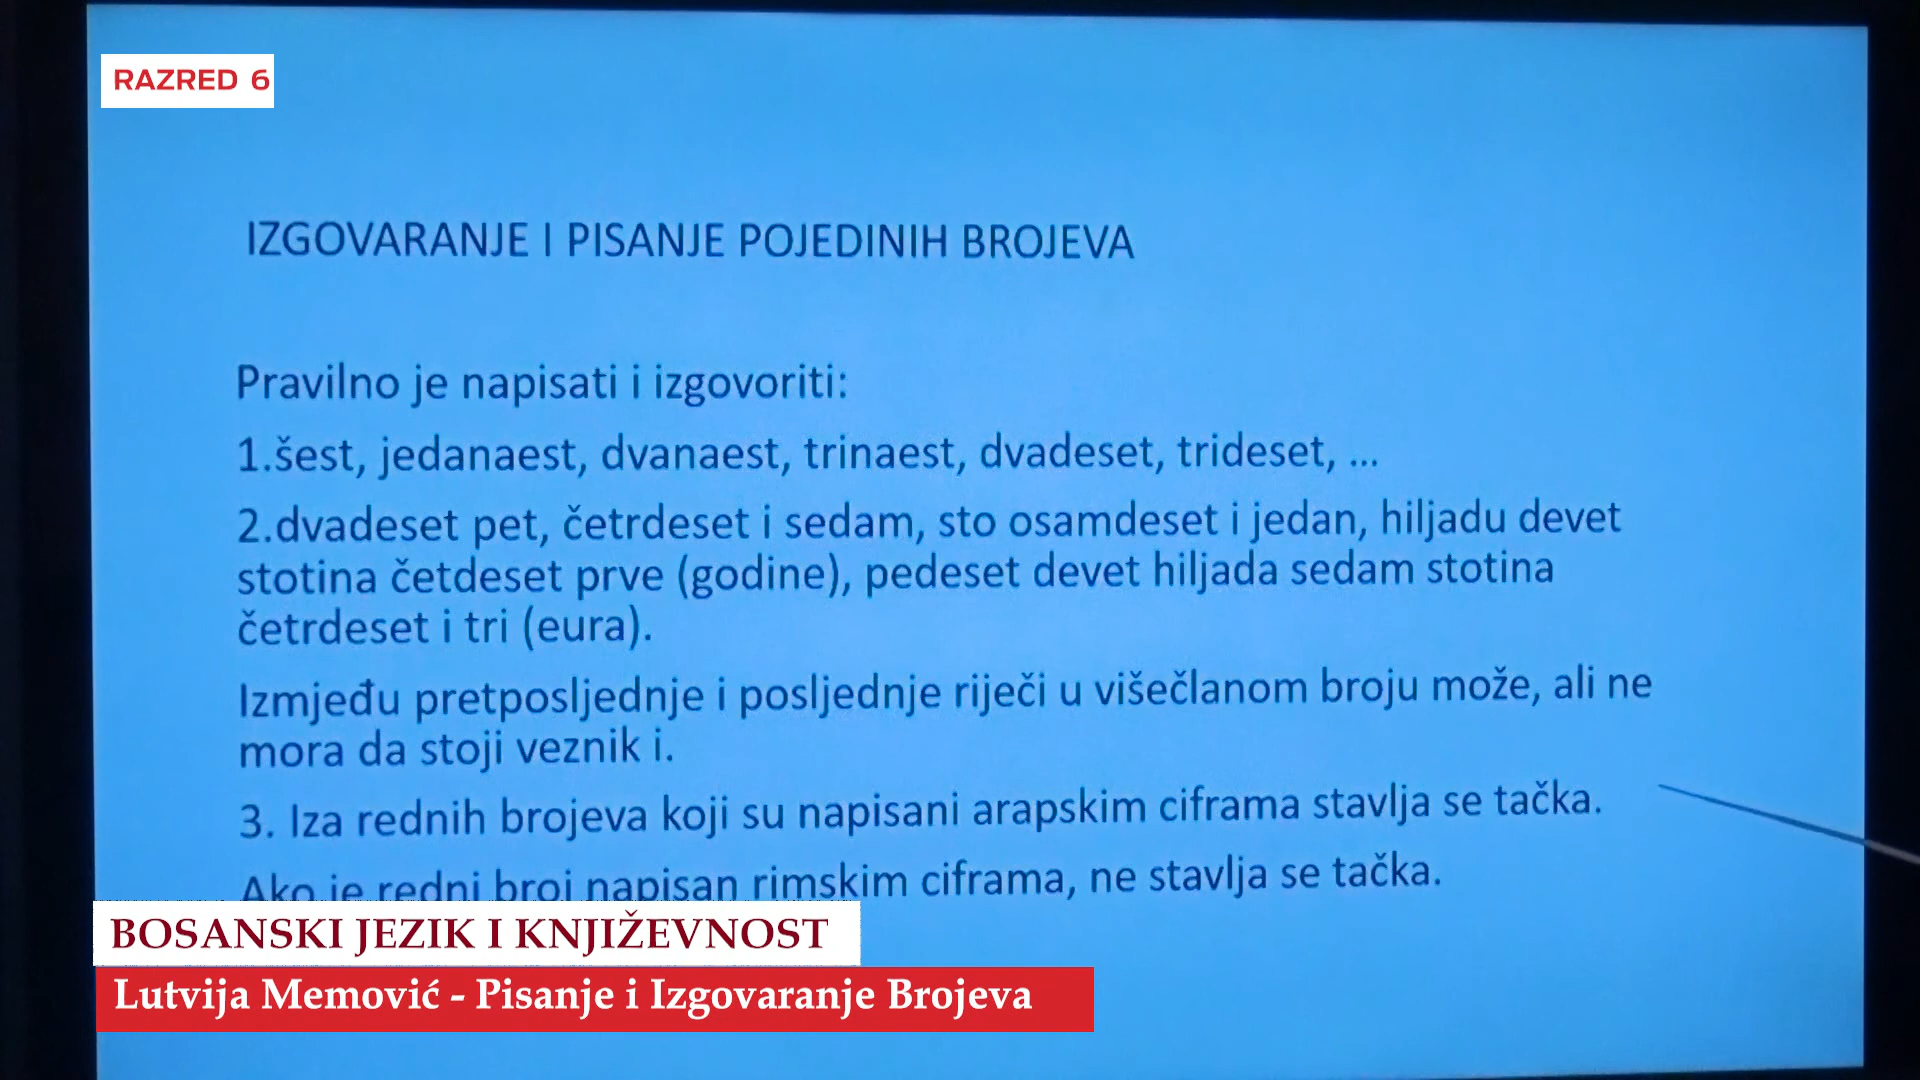 RAZRED 6
IZGOVARANJE I PISANJE POJEDINIH BROJEVA
Pravilno je napisati i izgovoriti:
1.šest, jedanaest, dvanaest, trinaest, dvadeset, trideset, ...
2.dvadeset pet, četrdeset i sedam, sto osamdeset i jedan, hiljadu devet
stotina četdeset prve (godine), pedeset devet hiljada sedam stotina
četrdeset i tri (eura).
Izmjeđu pretposljednje i posljednje riječi u višečlanom broju može, ali ne
mora da stoji veznik i.
3. Iza rednih brojeva koji su napisani arapskim ciframa stavlja se tačka.
Ako je redni broj napisan rimskim ciframa, ne stavlja se tačka.
BOSANSKI JEZIK I KNJIŽEVNOST
Lutvija Memović - Pisanje i Izgovaranje Brojeva